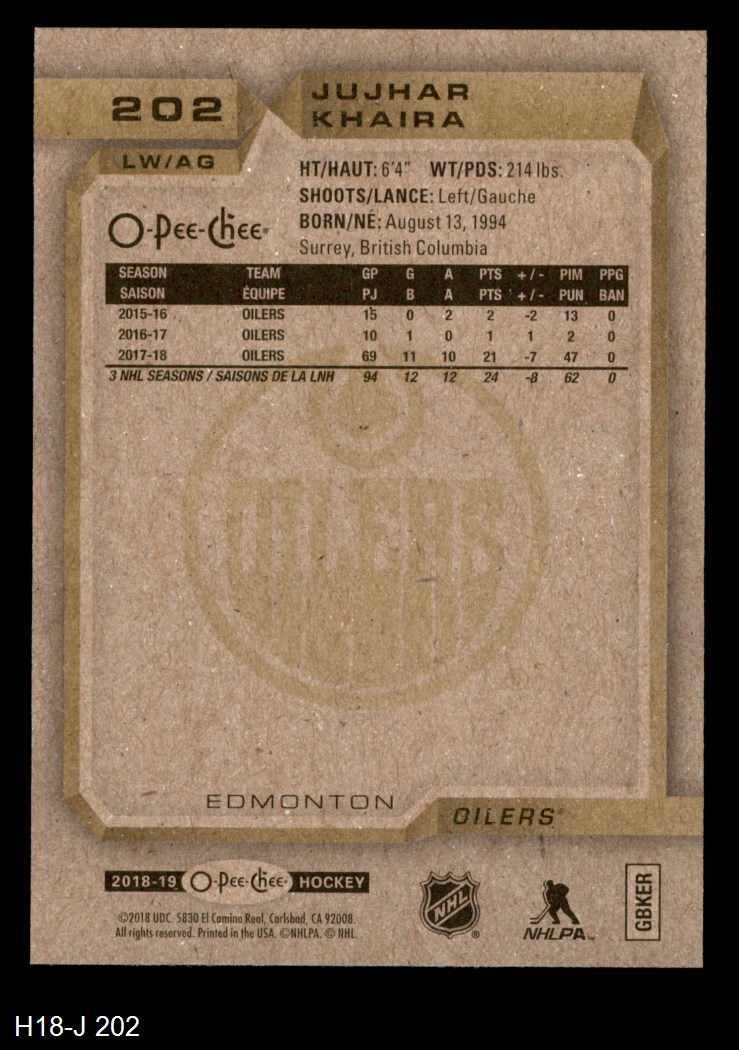 202
JUJHAR
KHAIRA
LW/AG
HT/HAUT: 6'4" WT/PDS: 214 lbs.
SHOOTS/LANCE: Left/Gauche
BORN/NÉ: August 13, 1994
Surrey, British Columbia
O-Pee-Chee®
SEASON TEAM GP G A PTS +/- PIM PPG
SAISON ÉQUIPE PJ B A PTS +/- PUN BAN
2015-16 OILERS 15 0 2 2 -2 13 0
2016-17 OILERS 10 1 0 1 1 2 0
2017-18 OILERS 69 11 10 21 -7 47 0
3 NHL SEASONS / SAISONS DE LA LNH 94 12 12 24 -8 62 0
OILERS
EDMONTON
OILERS®
2018-19 O-Pee-Chee® HOCKEY
©2018 UDC. 5830 El Camino Real, Carlsbad, CA 92008.
All rights reserved. Printed in the USA. ©NHLPA. © NHL.
NHL®
NHLPA™
GBKER
H18-J 202